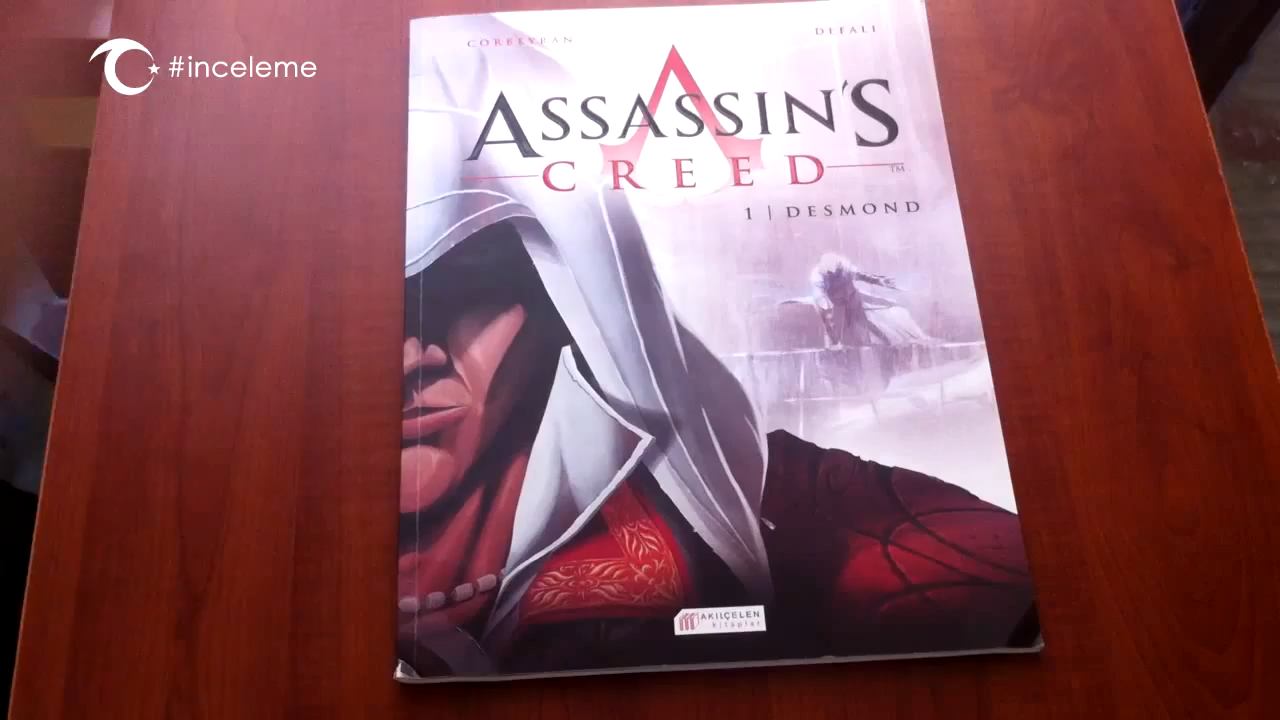 #inceleme
CORBEYRAN DEFALI
ASSASSIN'S
CREED ™
1 | DESMOND
AKILÇELEN
kitaplar